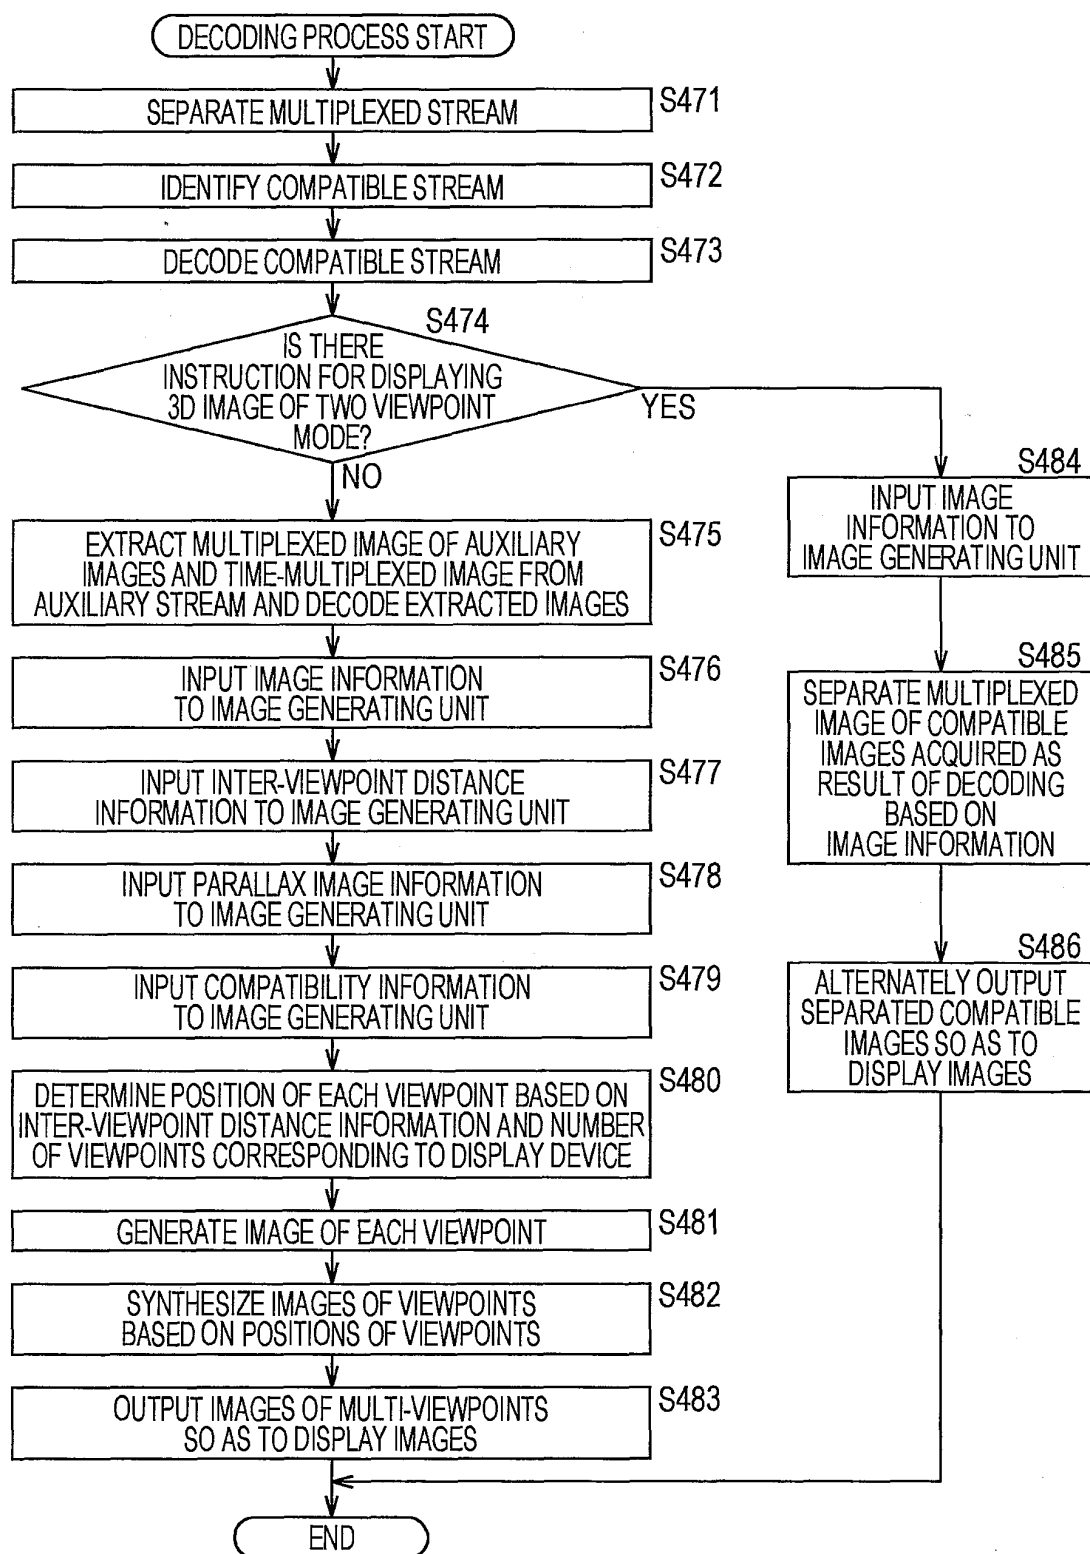 DECODING PROCESS START
SEPARATE MULTIPLEXED STREAM
S471
IDENTIFY COMPATIBLE STREAM
S472
DECODE COMPATIBLE STREAM
S473
S474
IS THERE
INSTRUCTION FOR DISPLAYING
3D IMAGE OF TWO VIEWPOINT
MODE?
YES
NO
EXTRACT MULTIPLEXED IMAGE OF AUXILIARY
IMAGES AND TIME-MULTIPLEXED IMAGE FROM
AUXILIARY STREAM AND DECODE EXTRACTED IMAGES
S475
INPUT IMAGE INFORMATION
TO IMAGE GENERATING UNIT
S476
INPUT INTER-VIEWPOINT DISTANCE
INFORMATION TO IMAGE GENERATING UNIT
S477
INPUT PARALLAX IMAGE INFORMATION
TO IMAGE GENERATING UNIT
S478
INPUT COMPATIBILITY INFORMATION
TO IMAGE GENERATING UNIT
S479
DETERMINE POSITION OF EACH VIEWPOINT BASED ON
INTER-VIEWPOINT DISTANCE INFORMATION AND NUMBER
OF VIEWPOINTS CORRESPONDING TO DISPLAY DEVICE
S480
GENERATE IMAGE OF EACH VIEWPOINT
S481
SYNTHESIZE IMAGES OF VIEWPOINTS
BASED ON POSITIONS OF VIEWPOINTS
S482
OUTPUT IMAGES OF MULTI-VIEWPOINTS
SO AS TO DISPLAY IMAGES
S483
S484
INPUT IMAGE
INFORMATION TO
IMAGE GENERATING UNIT
S485
SEPARATE MULTIPLEXED
IMAGE OF COMPATIBLE
IMAGES ACQUIRED AS
RESULT OF DECODING
BASED ON
IMAGE INFORMATION
S486
ALTERNATELY OUTPUT
SEPARATED COMPATIBLE
IMAGES SO AS TO
DISPLAY IMAGES
END